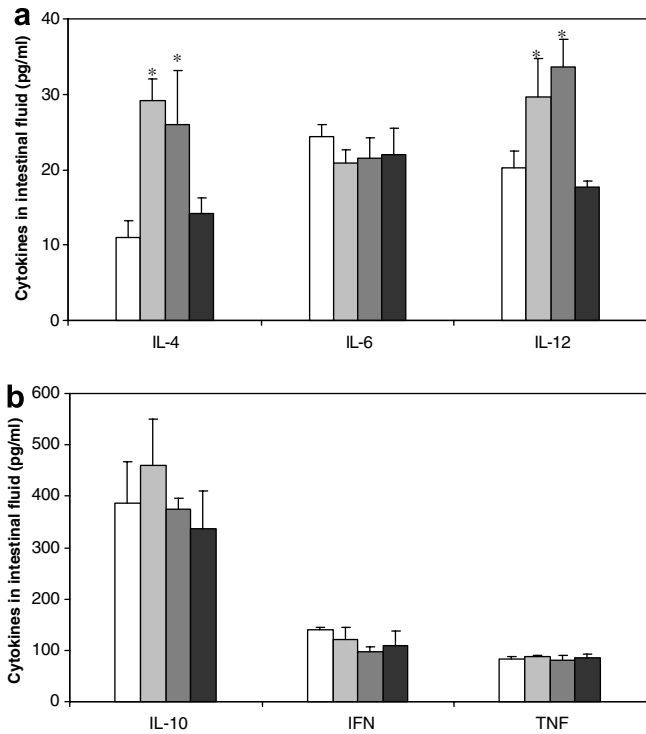 a
Cytokines in intestinal fluid (pg/ml)
40
30
20
10
0
* * * *
IL-4 IL-6 IL-12
b
Cytokines in intestinal fluid (pg/ml)
600
500
400
300
200
100
0
IL-10 IFN TNF